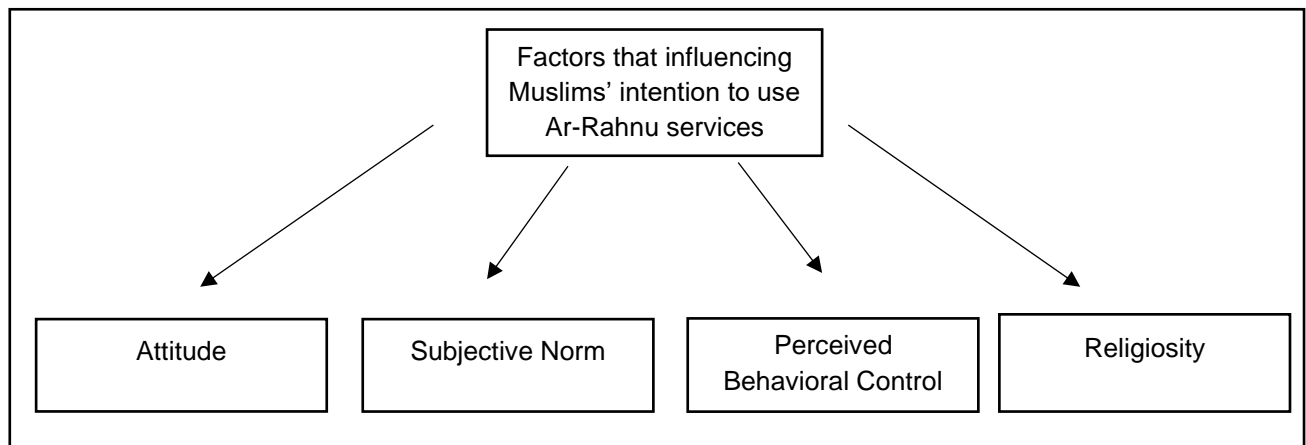 Factors that influencing
Muslims’ intention to use
Ar-Rahnu services
Attitude
Subjective Norm
Perceived
Behavioral Control
Religiosity